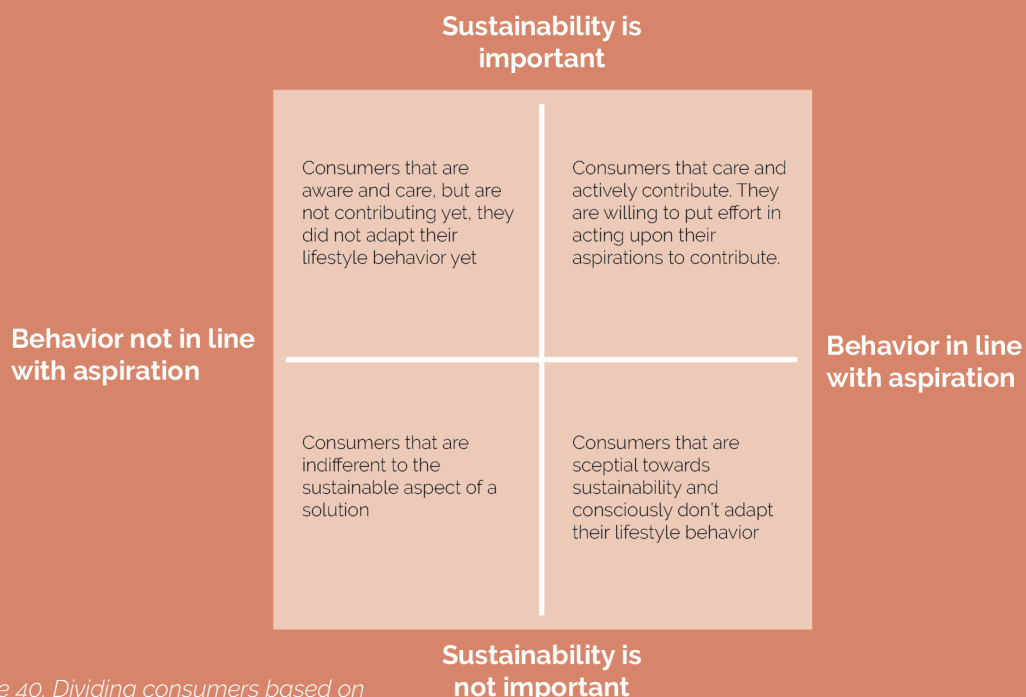 Sustainability is
important
Consumers that are
aware and care, but are
not contributing yet, they
did not adapt their
lifestyle behavior yet
Consumers that care and
actively contribute. They
are willing to put effort in
acting upon their
aspirations to contribute.
Behavior not in line
with aspiration
Behavior in line
with aspiration
Consumers that are
indifferent to the
sustainable aspect of a
solution
Consumers that are
sceptial towards
sustainability and
consciously don't adapt
their lifestyle behavior
Sustainability is
not important
40. Dividing consumers based on